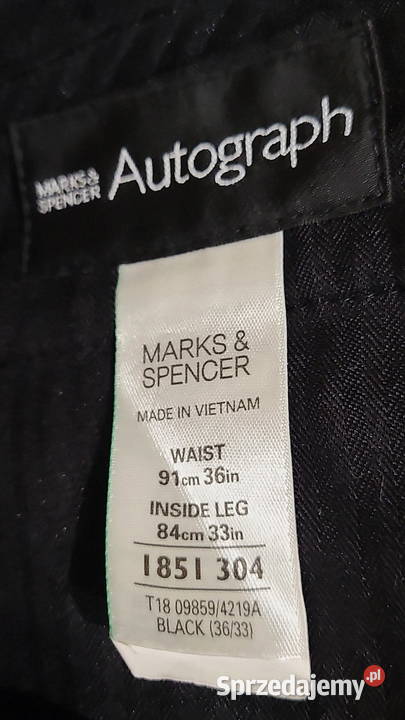 MARKS &
SPENCER
Autograph
MARKS &
SPENCER
MADE IN VIETNAM
WAIST
91cm 36in
INSIDE LEG
84cm 33in
1851 304
T18 09859/4219A
BLACK (36/33)
Sprzedajemy.pl